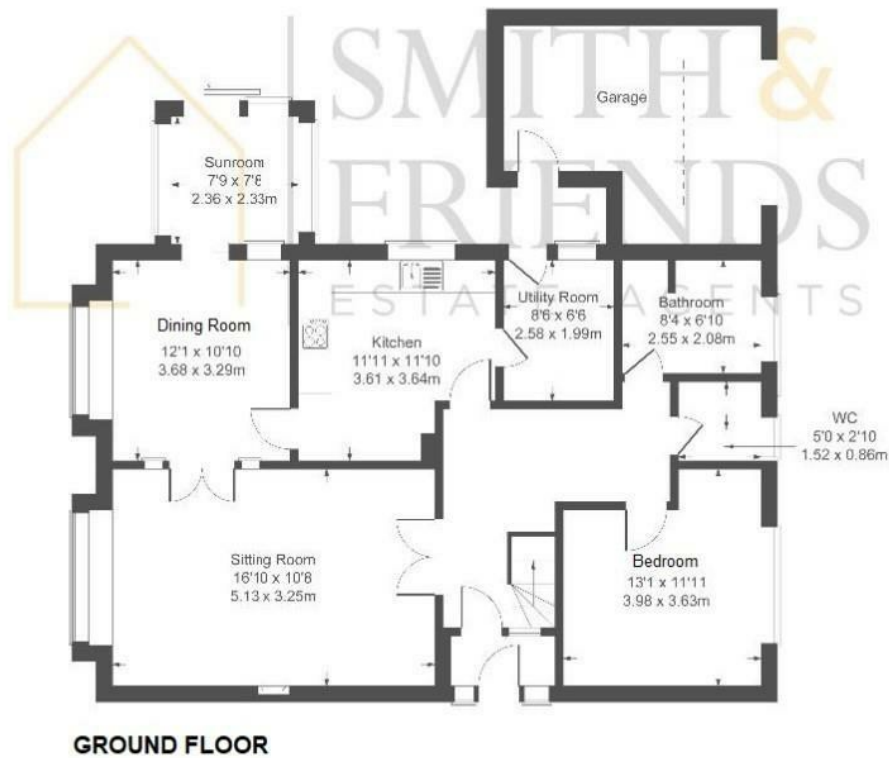 SMITH &
FRIENDS
ESTATE AGENTS
Garage
Sunroom
7'9 x 7'8
2.36 x 2.33m
Dining Room
12'1 x 10'10
3.68 x 3.29m
Kitchen
11'11 x 11'10
3.61 x 3.64m
Utility Room
8'6 x 6'6
2.58 x 1.99m
Bathroom
8'4 x 6'10
2.55 x 2.08m
WC
5'0 x 2'10
1.52 x 0.86m
Sitting Room
16'10 x 10'8
5.13 x 3.25m
Bedroom
13'1 x 11'11
3.98 x 3.63m
GROUND FLOOR